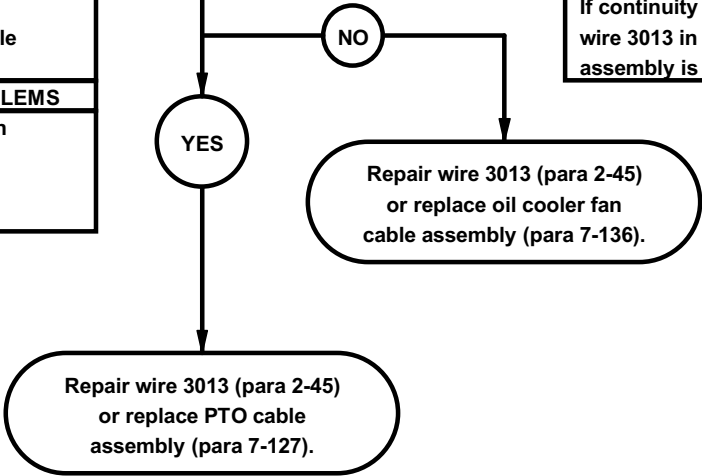 le
LEMS
n
NO
If continuity
wire 3013 in
assembly is
YES
Repair wire 3013 (para 2-45)
or replace oil cooler fan
cable assembly (para 7-136).
Repair wire 3013 (para 2-45)
or replace PTO cable
assembly (para 7-127).